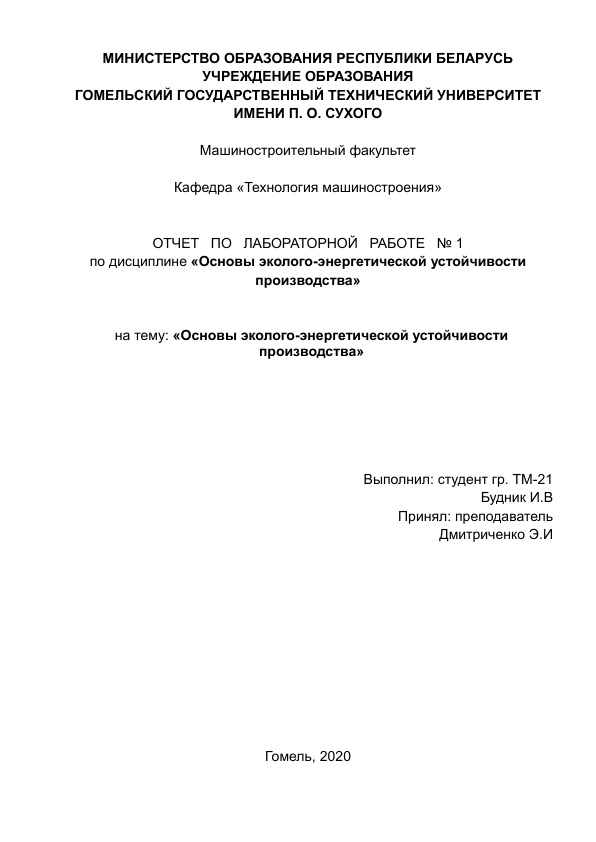 МИНИСТЕРСТВО ОБРАЗОВАНИЯ РЕСПУБЛИКИ БЕЛАРУСЬ
УЧРЕЖДЕНИЕ ОБРАЗОВАНИЯ
ГОМЕЛЬСКИЙ ГОСУДАРСТВЕННЫЙ ТЕХНИЧЕСКИЙ УНИВЕРСИТЕТ
ИМЕНИ П. О. СУХОГО
Машиностроительный факультет
Кафедра «Технология машиностроения»
ОТЧЕТ ПО ЛАБОРАТОРНОЙ РАБОТЕ № 1
по дисциплине «Основы эколого-энергетической устойчивости
производства»
на тему: «Основы эколого-энергетической устойчивости
производства»
Выполнил: студент гр. ТМ-21
Будник И.В
Принял: преподаватель
Дмитриченко Э.И
Гомель, 2020